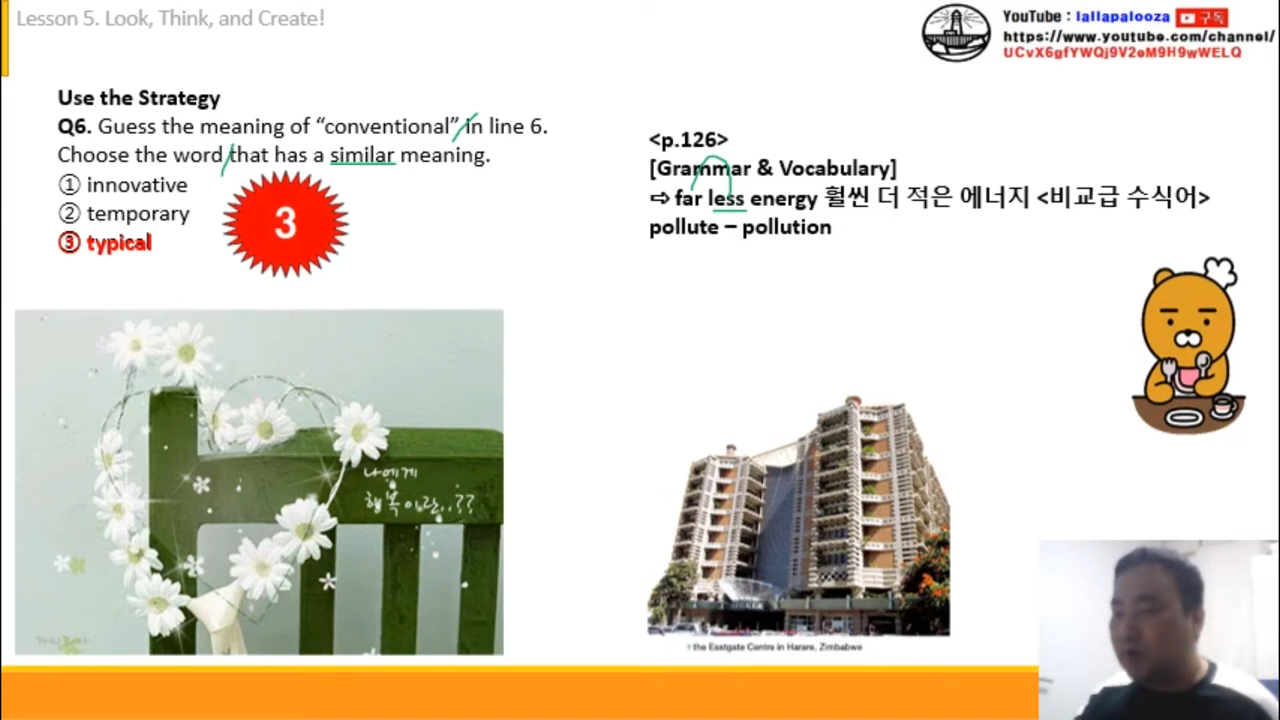 Lesson 5. Look, Think, and Create!
YouTube : lallapalooza 구독
https://www.youtube.com/channel/
UCvX6gfYWQj9V2eM9H9wWELQ
Use the Strategy
Q6. Guess the meaning of “conventional” in line 6.
Choose the word that has a similar meaning.
① innovative
② temporary
③ typical
3
<p.126>
[Grammar & Vocabulary]
⇨ far less energy 훨씬 더 적은 에너지 <비교급 수식어>
pollute – pollution
나에게
행복이란..??
↑ the Eastgate Centre in Harare, Zimbabwe